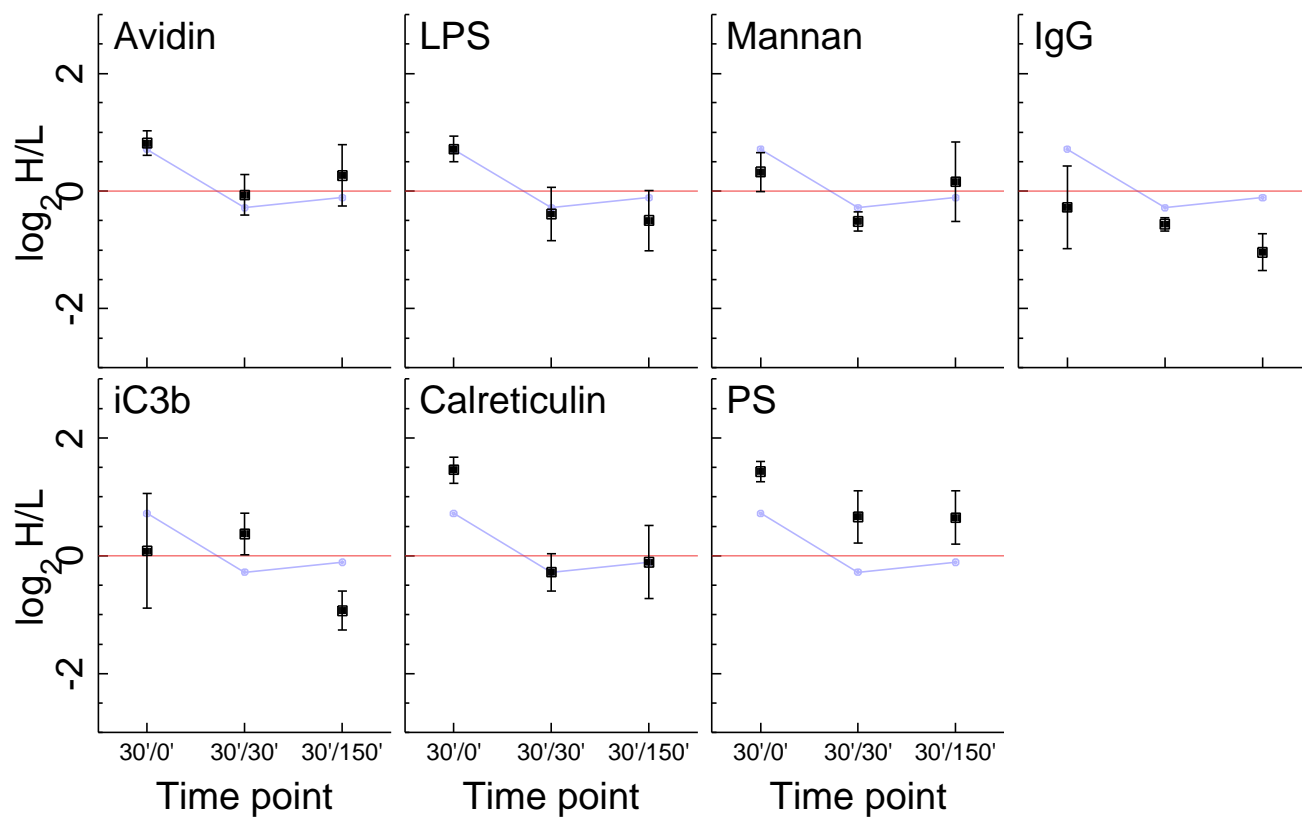 Avidin LPS Mannan IgG
2
0
-2
log2 H/L
iC3b Calreticulin PS
2
0
-2
log2 H/L
30'/0' 30'/30' 30'/150' 30'/0' 30'/30' 30'/150' 30'/0' 30'/30' 30'/150'
Time point Time point Time point